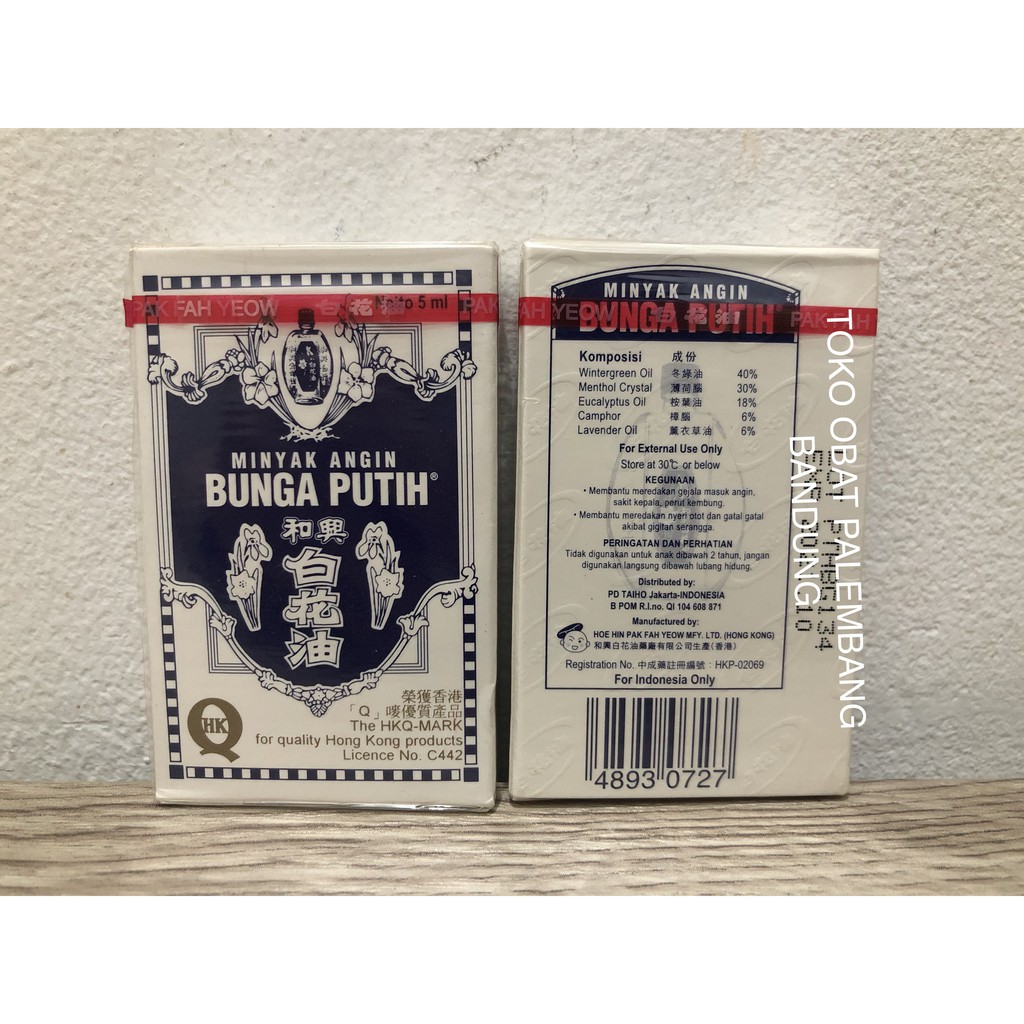 PAK FAH YEOW 白花油
Netto 5 ml
MINYAK ANGIN
BUNGA PUTIH®
和興
白花油
HK
榮獲香港
「Q」嘜優質產品
The HKQ-MARK
for quality Hong Kong products
Licence No. C442
MINYAK ANGIN
BUNGA PUTIH®
YEOW 白花油 PAK FAH
Komposisi 成份
Wintergreen Oil 冬綠油 40%
Menthol Crystal 薄荷腦 30%
Eucalyptus Oil 桉葉油 18%
Camphor 樟腦 6%
Lavender Oil 薰衣草油 6%
For External Use Only
Store at 30℃ or below
KEGUNAAN
• Membantu meredakan gejala masuk angin,
sakit kepala, perut kembung.
• Membantu meredakan nyeri otot dan gatal gatal
akibat gigitan serangga.
PERINGATAN DAN PERHATIAN
Tidak digunakan untuk anak dibawah 2 tahun, jangan
digunakan langsung dibawah lubang hidung.
Distributed by:
PD TAIHO Jakarta-INDONESIA
B POM R.I.no. QI 104 608 871
Manufactured by:
HOE HIN PAK FAH YEOW MFY. LTD. (HONG KONG)
和興白花油藥廠有限公司生產(香港)
Registration No. 中成藥註冊編號: HKP-02069
For Indonesia Only
4893 0727
TOKO OBAT PALEMBANG
BANDUNG